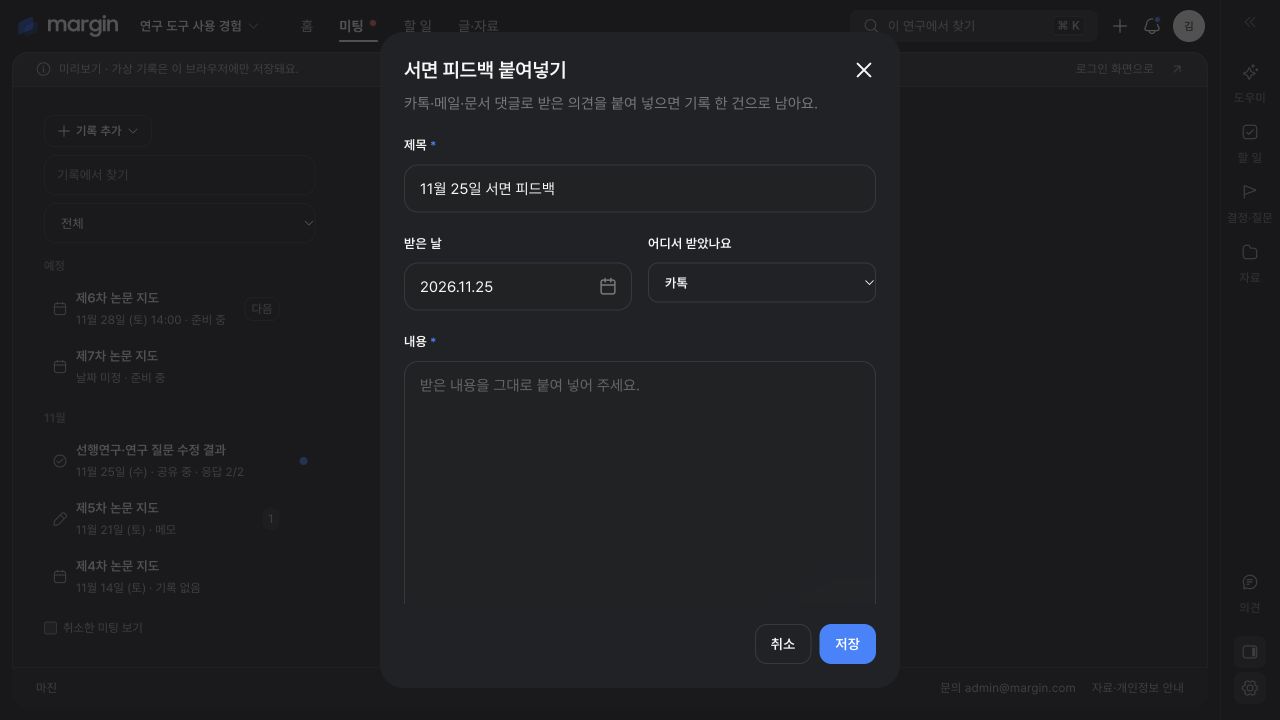 margin 연구 도구 사용 경험 홈 미팅 할 일 글·자료 이 연구에서 찾기 ⌘ K 김
미리보기 · 가상 기록은 이 브라우저에만 저장돼요. 로그인 화면으로
기록 추가
기록에서 찾기
전체
예정
제6차 논문 지도
11월 28일 (토) 14:00 · 준비 중
다음
제7차 논문 지도
날짜 미정 · 준비 중
11월
선행연구·연구 질문 수정 결과
11월 25일 (수) · 공유 중 · 응답 2/2
제5차 논문 지도
11월 21일 (토) · 메모
1
제4차 논문 지도
11월 14일 (토) · 기록 없음
취소한 미팅 보기
서면 피드백 붙여넣기
카톡·메일·문서 댓글로 받은 의견을 붙여 넣으면 기록 한 건으로 남아요.
제목 *
11월 25일 서면 피드백
받은 날 어디서 받았나요
2026.11.25 카톡
내용 *
받은 내용을 그대로 붙여 넣어 주세요.
취소 저장
도우미
할 일
결정·질문
자료
의견
마진 문의 admin@margin.com 자료·개인정보 안내